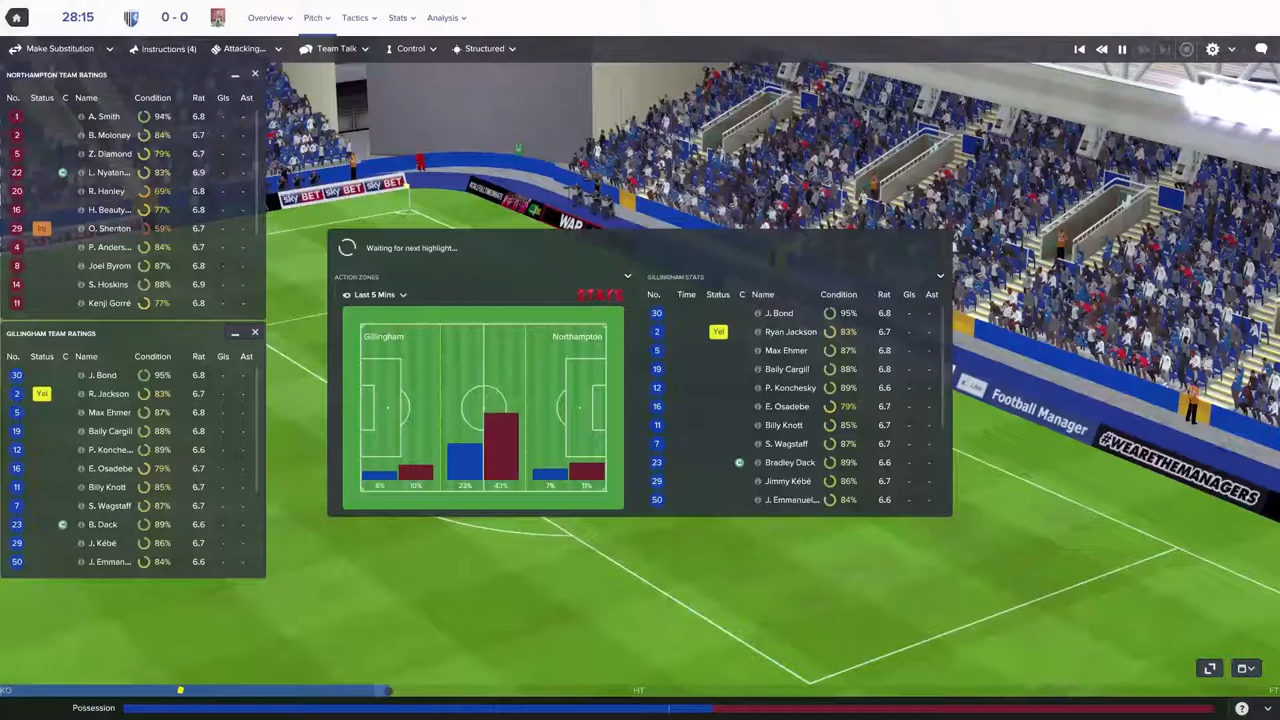 28:15 0 - 0 Overview Pitch Tactics Stats Analysis
Make Substitution Instructions (4) Attacking... Team Talk Control Structured
NORTHAMPTON TEAM RATINGS
No. Status C Name Condition Rat Gls Ast
1 A. Smith 94% 6.8 - -
2 B. Moloney 84% 6.7 - -
5 Z. Diamond 79% 6.7 - -
22 C L. Nyatan... 83% 6.9 - -
20 R. Hanley 69% 6.8 - -
16 H. Beauty... 77% 6.8 - -
29 Inj O. Shenton 59% 6.8 - -
4 P. Anders... 84% 6.7 - -
8 Joel Byrom 87% 6.8 - -
14 S. Hoskins 88% 6.9 - -
11 Kenji Gorré 77% 6.8 - -
GILLINGHAM TEAM RATINGS
No. Status C Name Condition Rat Gls Ast
30 J. Bond 95% 6.8 - -
2 Yel R. Jackson 83% 6.7 - -
5 Max Ehmer 87% 6.8 - -
19 Baily Cargill 88% 6.8 - -
12 P. Konche... 89% 6.6 - -
16 E. Osadebe 79% 6.7 - -
11 Billy Knott 85% 6.7 - -
7 S. Wagstaff 87% 6.7 - -
23 C B. Dack 89% 6.6 - -
29 J. Kébé 86% 6.7 - -
50 J. Emman... 84% 6.6 - -
sky BET sky BET sky BET
WAR
Waiting for next highlight...
ACTION ZONES
Last 5 Mins
STAYS
Gillingham Northampton
6% 10% 23% 43% 7% 11%
GILLINGHAM STATS
No. Time Status C Name Condition Rat Gls Ast
30 J. Bond 95% 6.8 - -
2 Yel Ryan Jackson 83% 6.7 - -
5 Max Ehmer 87% 6.8 - -
19 Baily Cargill 88% 6.8 - -
12 P. Konchesky 89% 6.6 - -
16 E. Osadebe 79% 6.7 - -
11 Billy Knott 85% 6.7 - -
7 S. Wagstaff 87% 6.7 - -
23 C Bradley Dack 89% 6.6 - -
29 Jimmy Kébé 86% 6.7 - -
50 J. Emmanuel... 84% 6.6 - -
Football Manager
#WEARETHEMANAGERS
KO HT FT
Possession